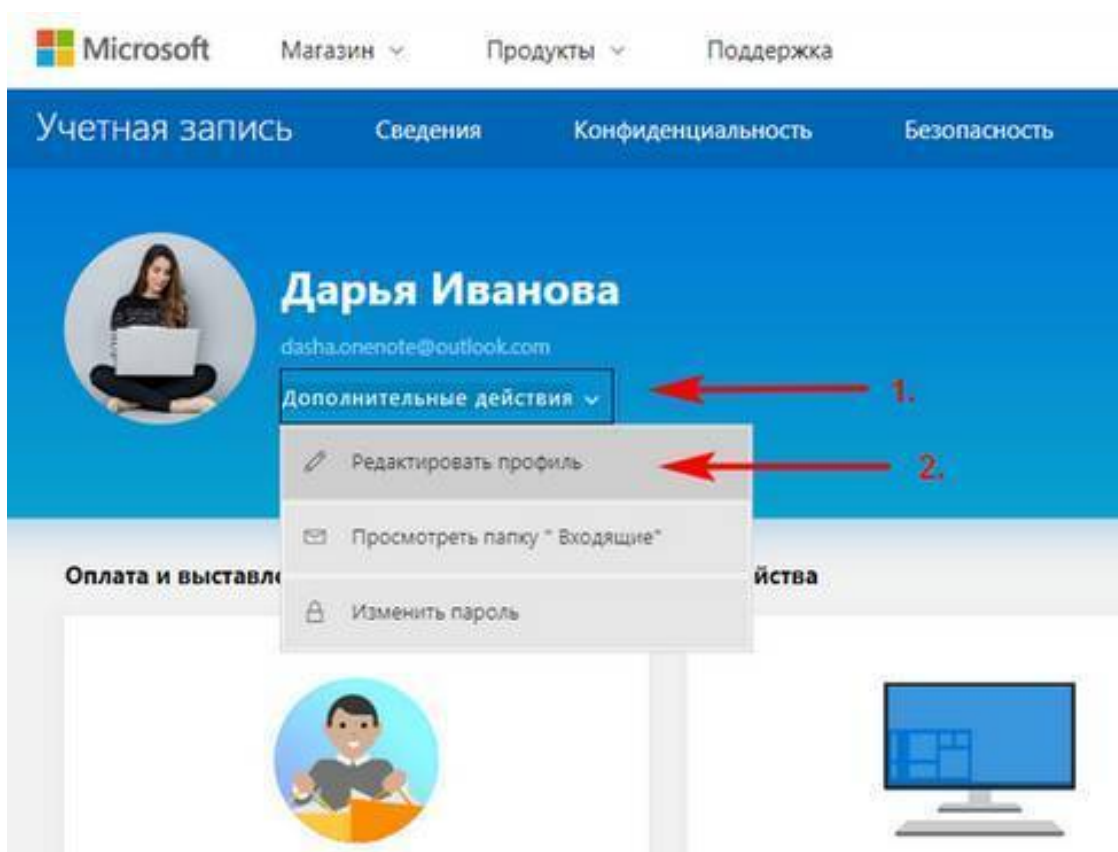 Microsoft Магазин Продукты Поддержка
Учетная запись Сведения Конфиденциальность Безопасность
Дарья Иванова
dasha.onenote@outlook.com
Дополнительные действия 1.
Редактировать профиль 2.
Просмотреть папку " Входящие"
Оплата и выставле йства
Изменить пароль